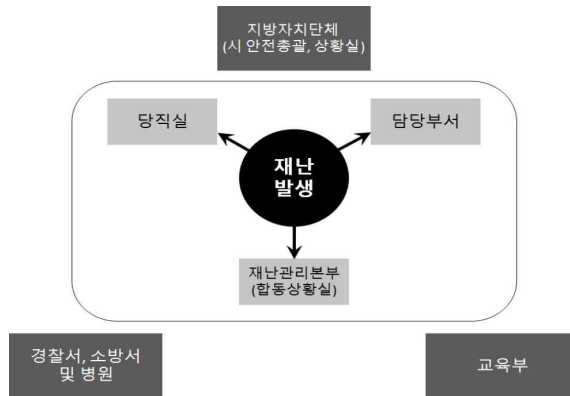 지방자치단체
(시 안전총괄, 상황실)
당직실
담당부서
재난
발생
재난관리본부
(합동상황실)
경찰서, 소방서
및 병원
교육부